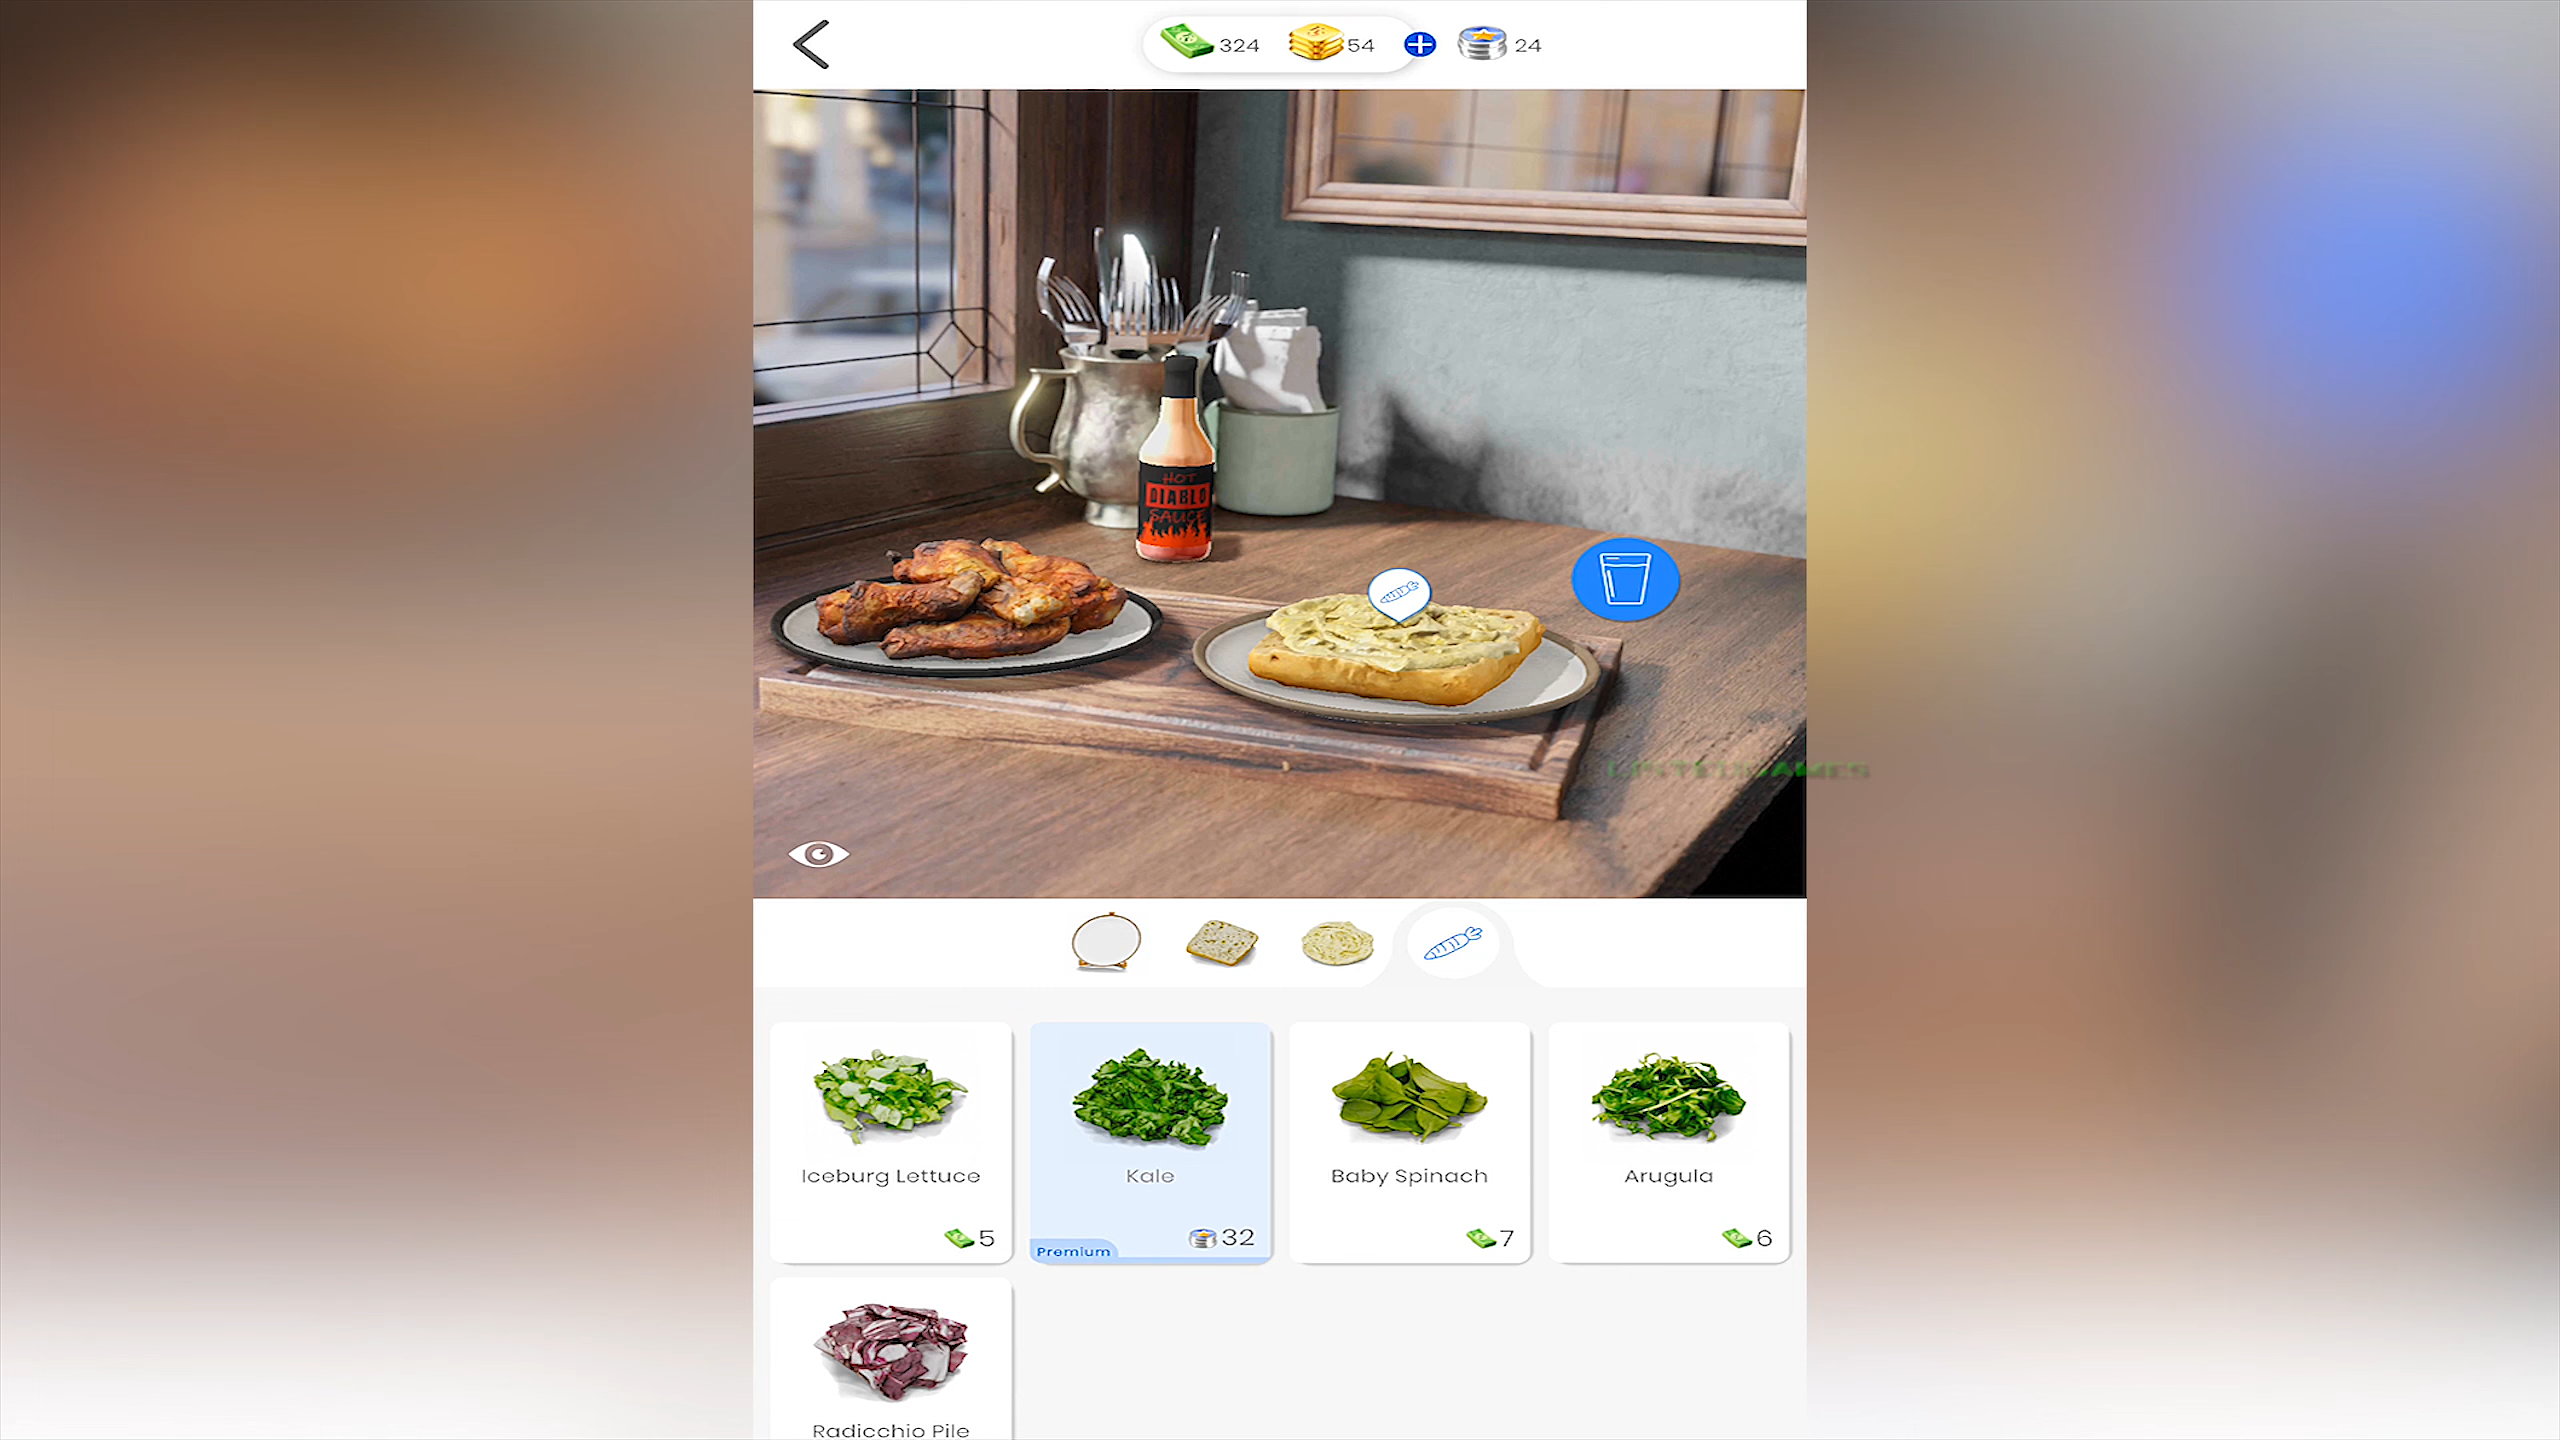 324 54 24
HOT
DIABLO
SAUCE
Iceburg Lettuce
5
Kale
Premium
32
Baby Spinach
7
Arugula
6
Radicchio Pile